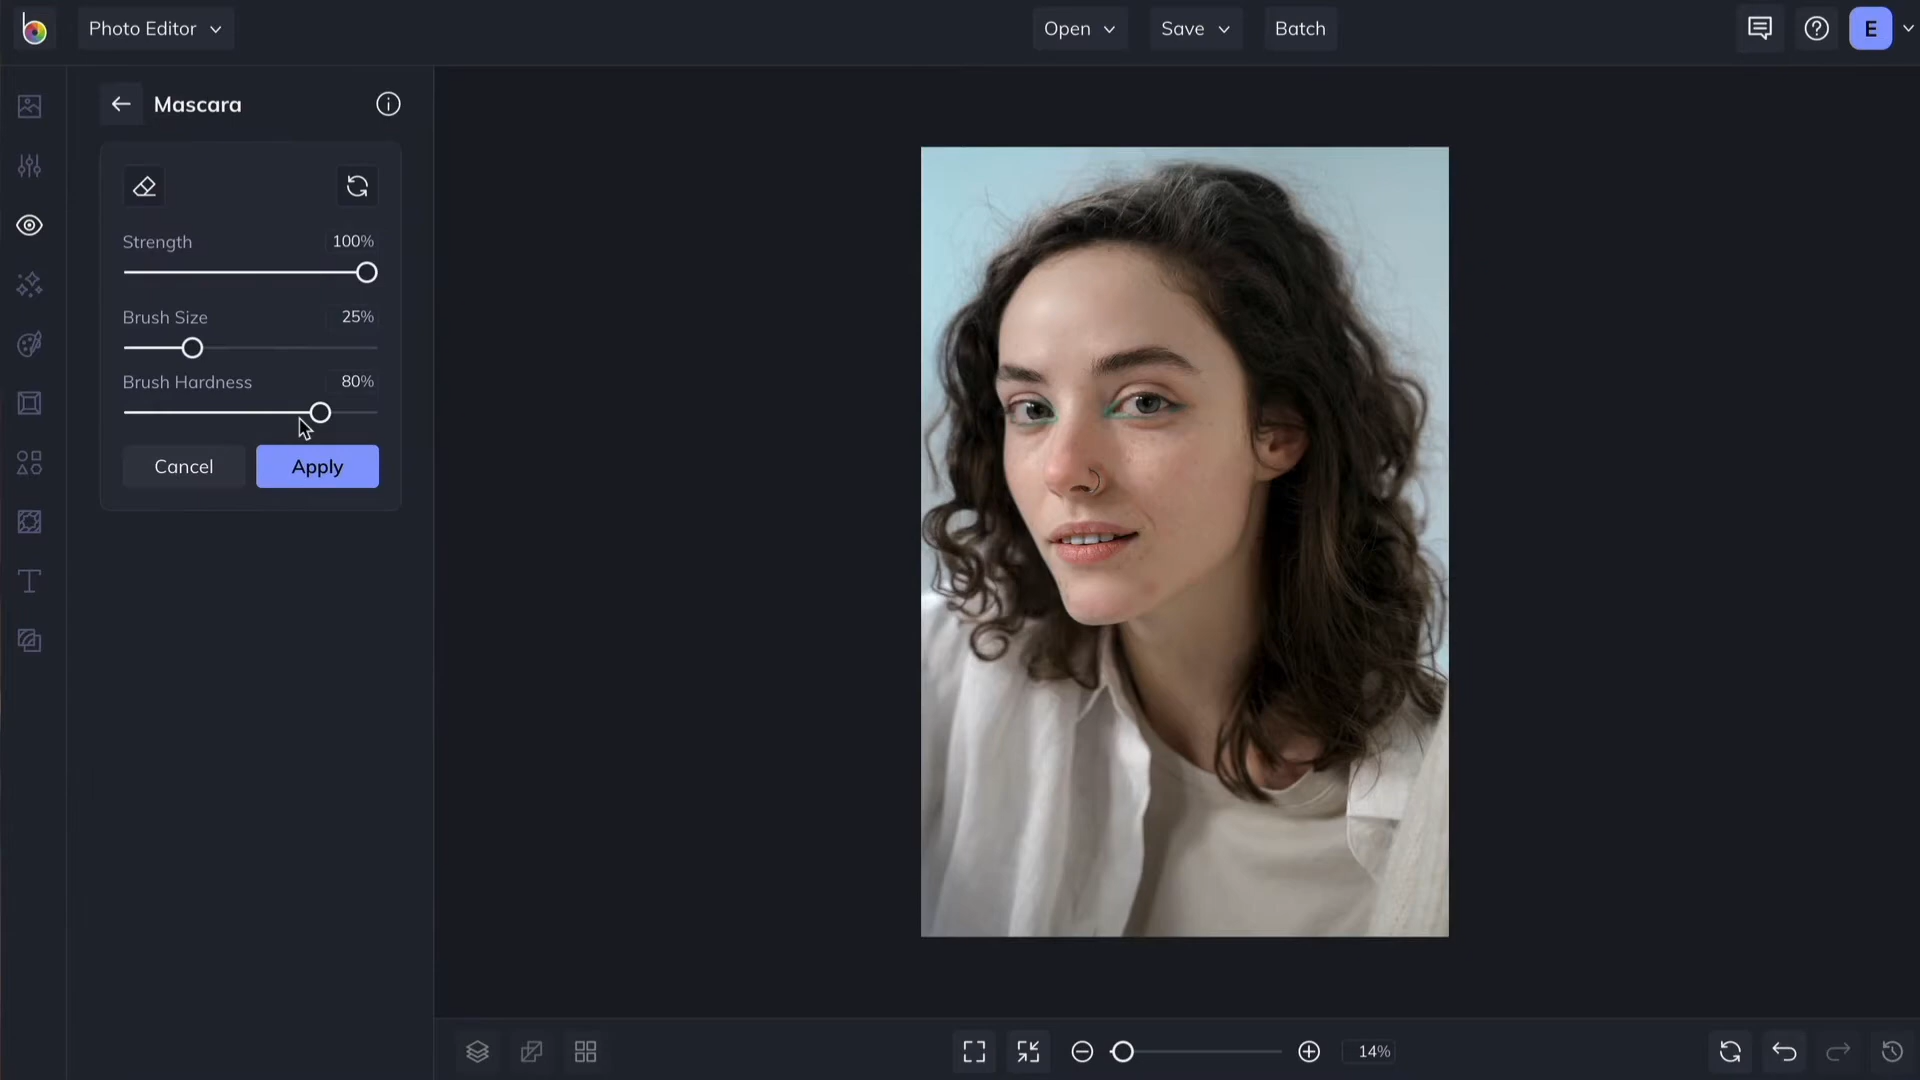 Photo Editor
Open
Save
Batch
E
Mascara
Strength
100%
Brush Size
25%
Brush Hardness
80%
Cancel
Apply
14%